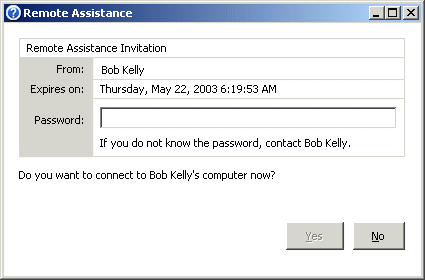 Remote Assistance
Remote Assistance Invitation
From: Bob Kelly
Expires on: Thursday, May 22, 2003 6:19:53 AM
Password:
If you do not know the password, contact Bob Kelly.
Do you want to connect to Bob Kelly's computer now?
Yes No